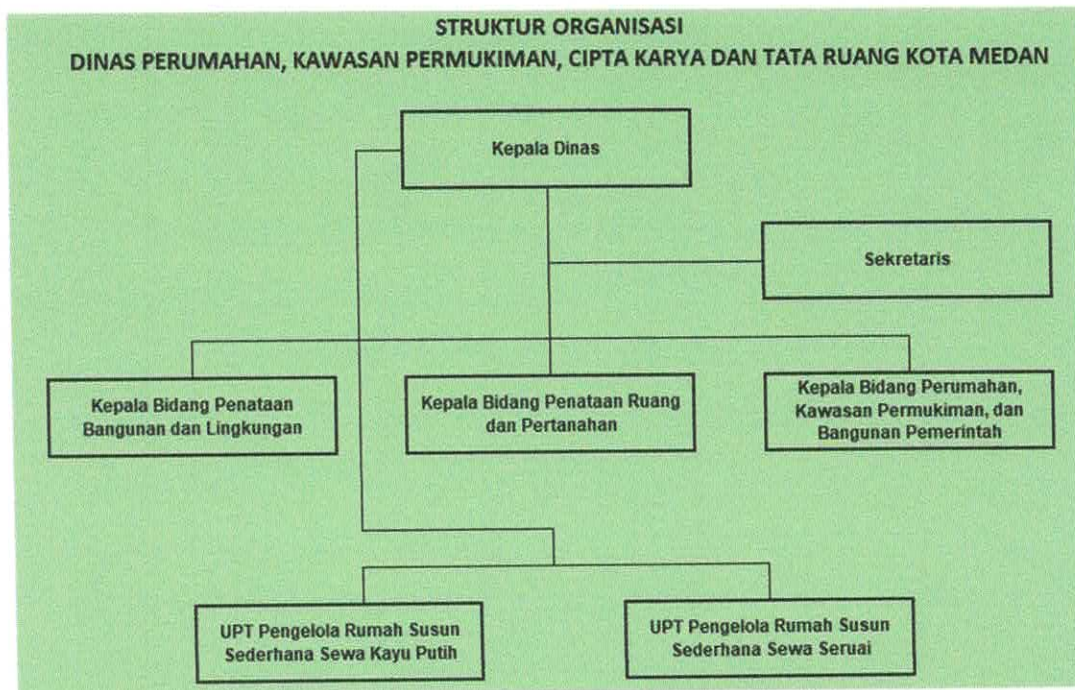 STRUKTUR ORGANISASI
DINAS PERUMAHAN, KAWASAN PERMUKIMAN, CIPTA KARYA DAN TATA RUANG KOTA MEDAN
Kepala Dinas
Sekretaris
Kepala Bidang Penataan
Bangunan dan Lingkungan
Kepala Bidang Penataan Ruang
dan Pertanahan
Kepala Bidang Perumahan,
Kawasan Permukiman, dan
Bangunan Pemerintah
UPT Pengelola Rumah Susun
Sederhana Sewa Kayu Putih
UPT Pengelola Rumah Susun
Sederhana Sewa Seruai